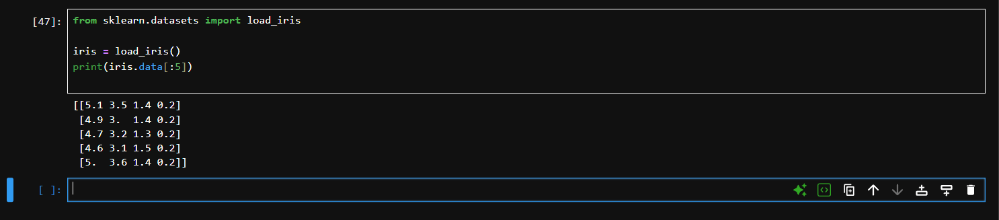 [47]: from sklearn.datasets import load_iris
iris = load_iris()
print(iris.data[:5])
[[5.1 3.5 1.4 0.2]
 [4.9 3.  1.4 0.2]
 [4.7 3.2 1.3 0.2]
 [4.6 3.1 1.5 0.2]
 [5.  3.6 1.4 0.2]]
[ ]: